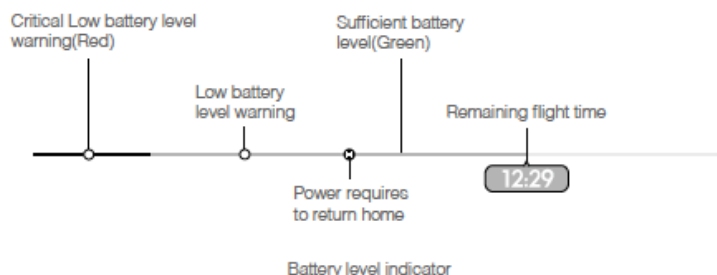 Critical Low battery level
warning(Red)
Sufficient battery
level(Green)
Low battery
level warning
Remaining flight time
H
12:29
Power requires
to return home
Battery level indicator